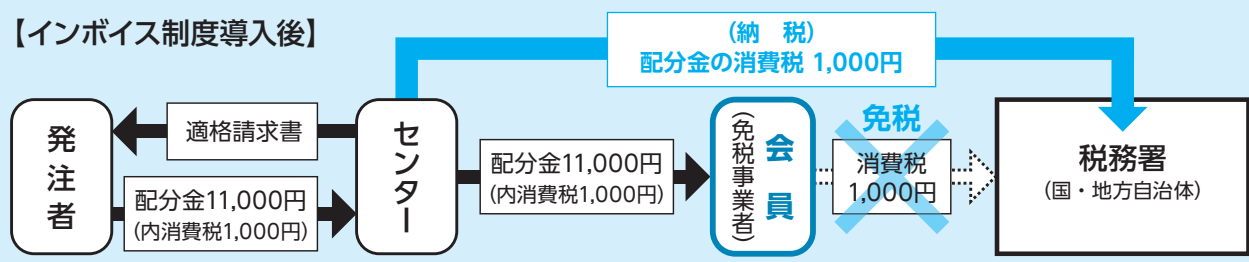 【インボイス制度導入後】
(納 税)
配分金の消費税 1,000円
発注者
適格請求書
配分金11,000円
(内消費税1,000円)
センター
配分金11,000円
(内消費税1,000円)
会員
(免税事業者)
免税
消費税
1,000円
税務署
(国・地方自治体)